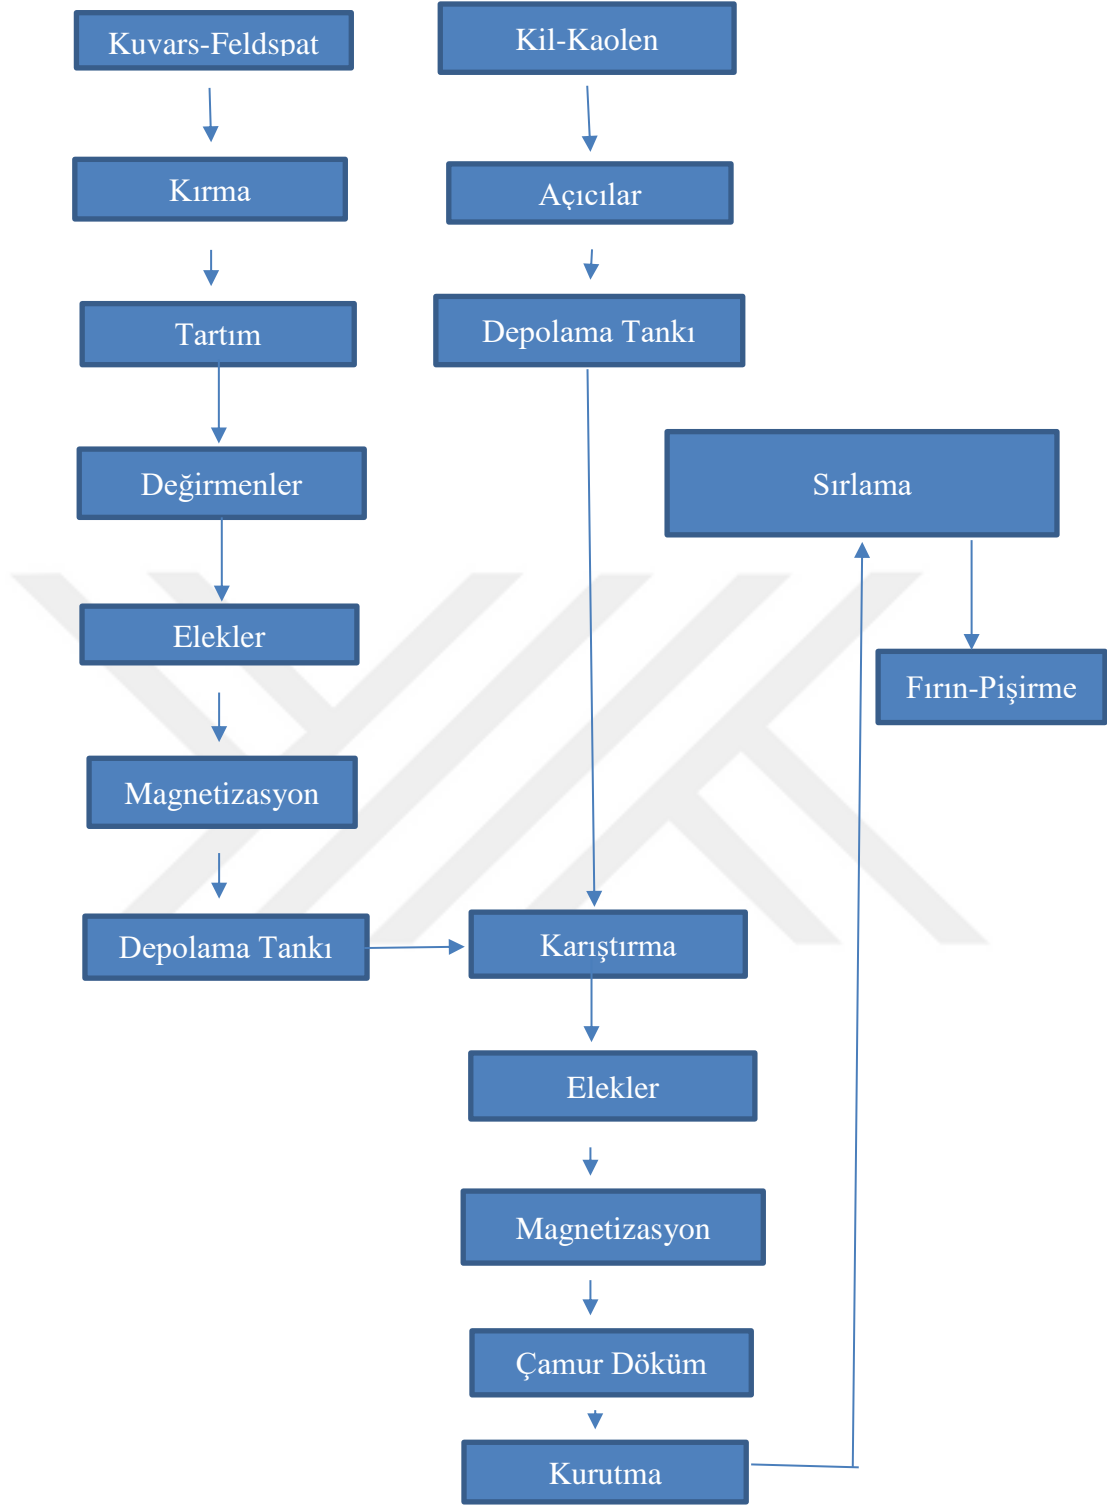 Kuvars-Feldspat
Kırma
Tartım
Değirmenler
Elekler
Magnetizasyon
Depolama Tankı
Kil-Kaolen
Açıcılar
Depolama Tankı
Karıştırma
Elekler
Magnetizasyon
Çamur Döküm
Kurutma
Sırlama
Fırın-Pişirme